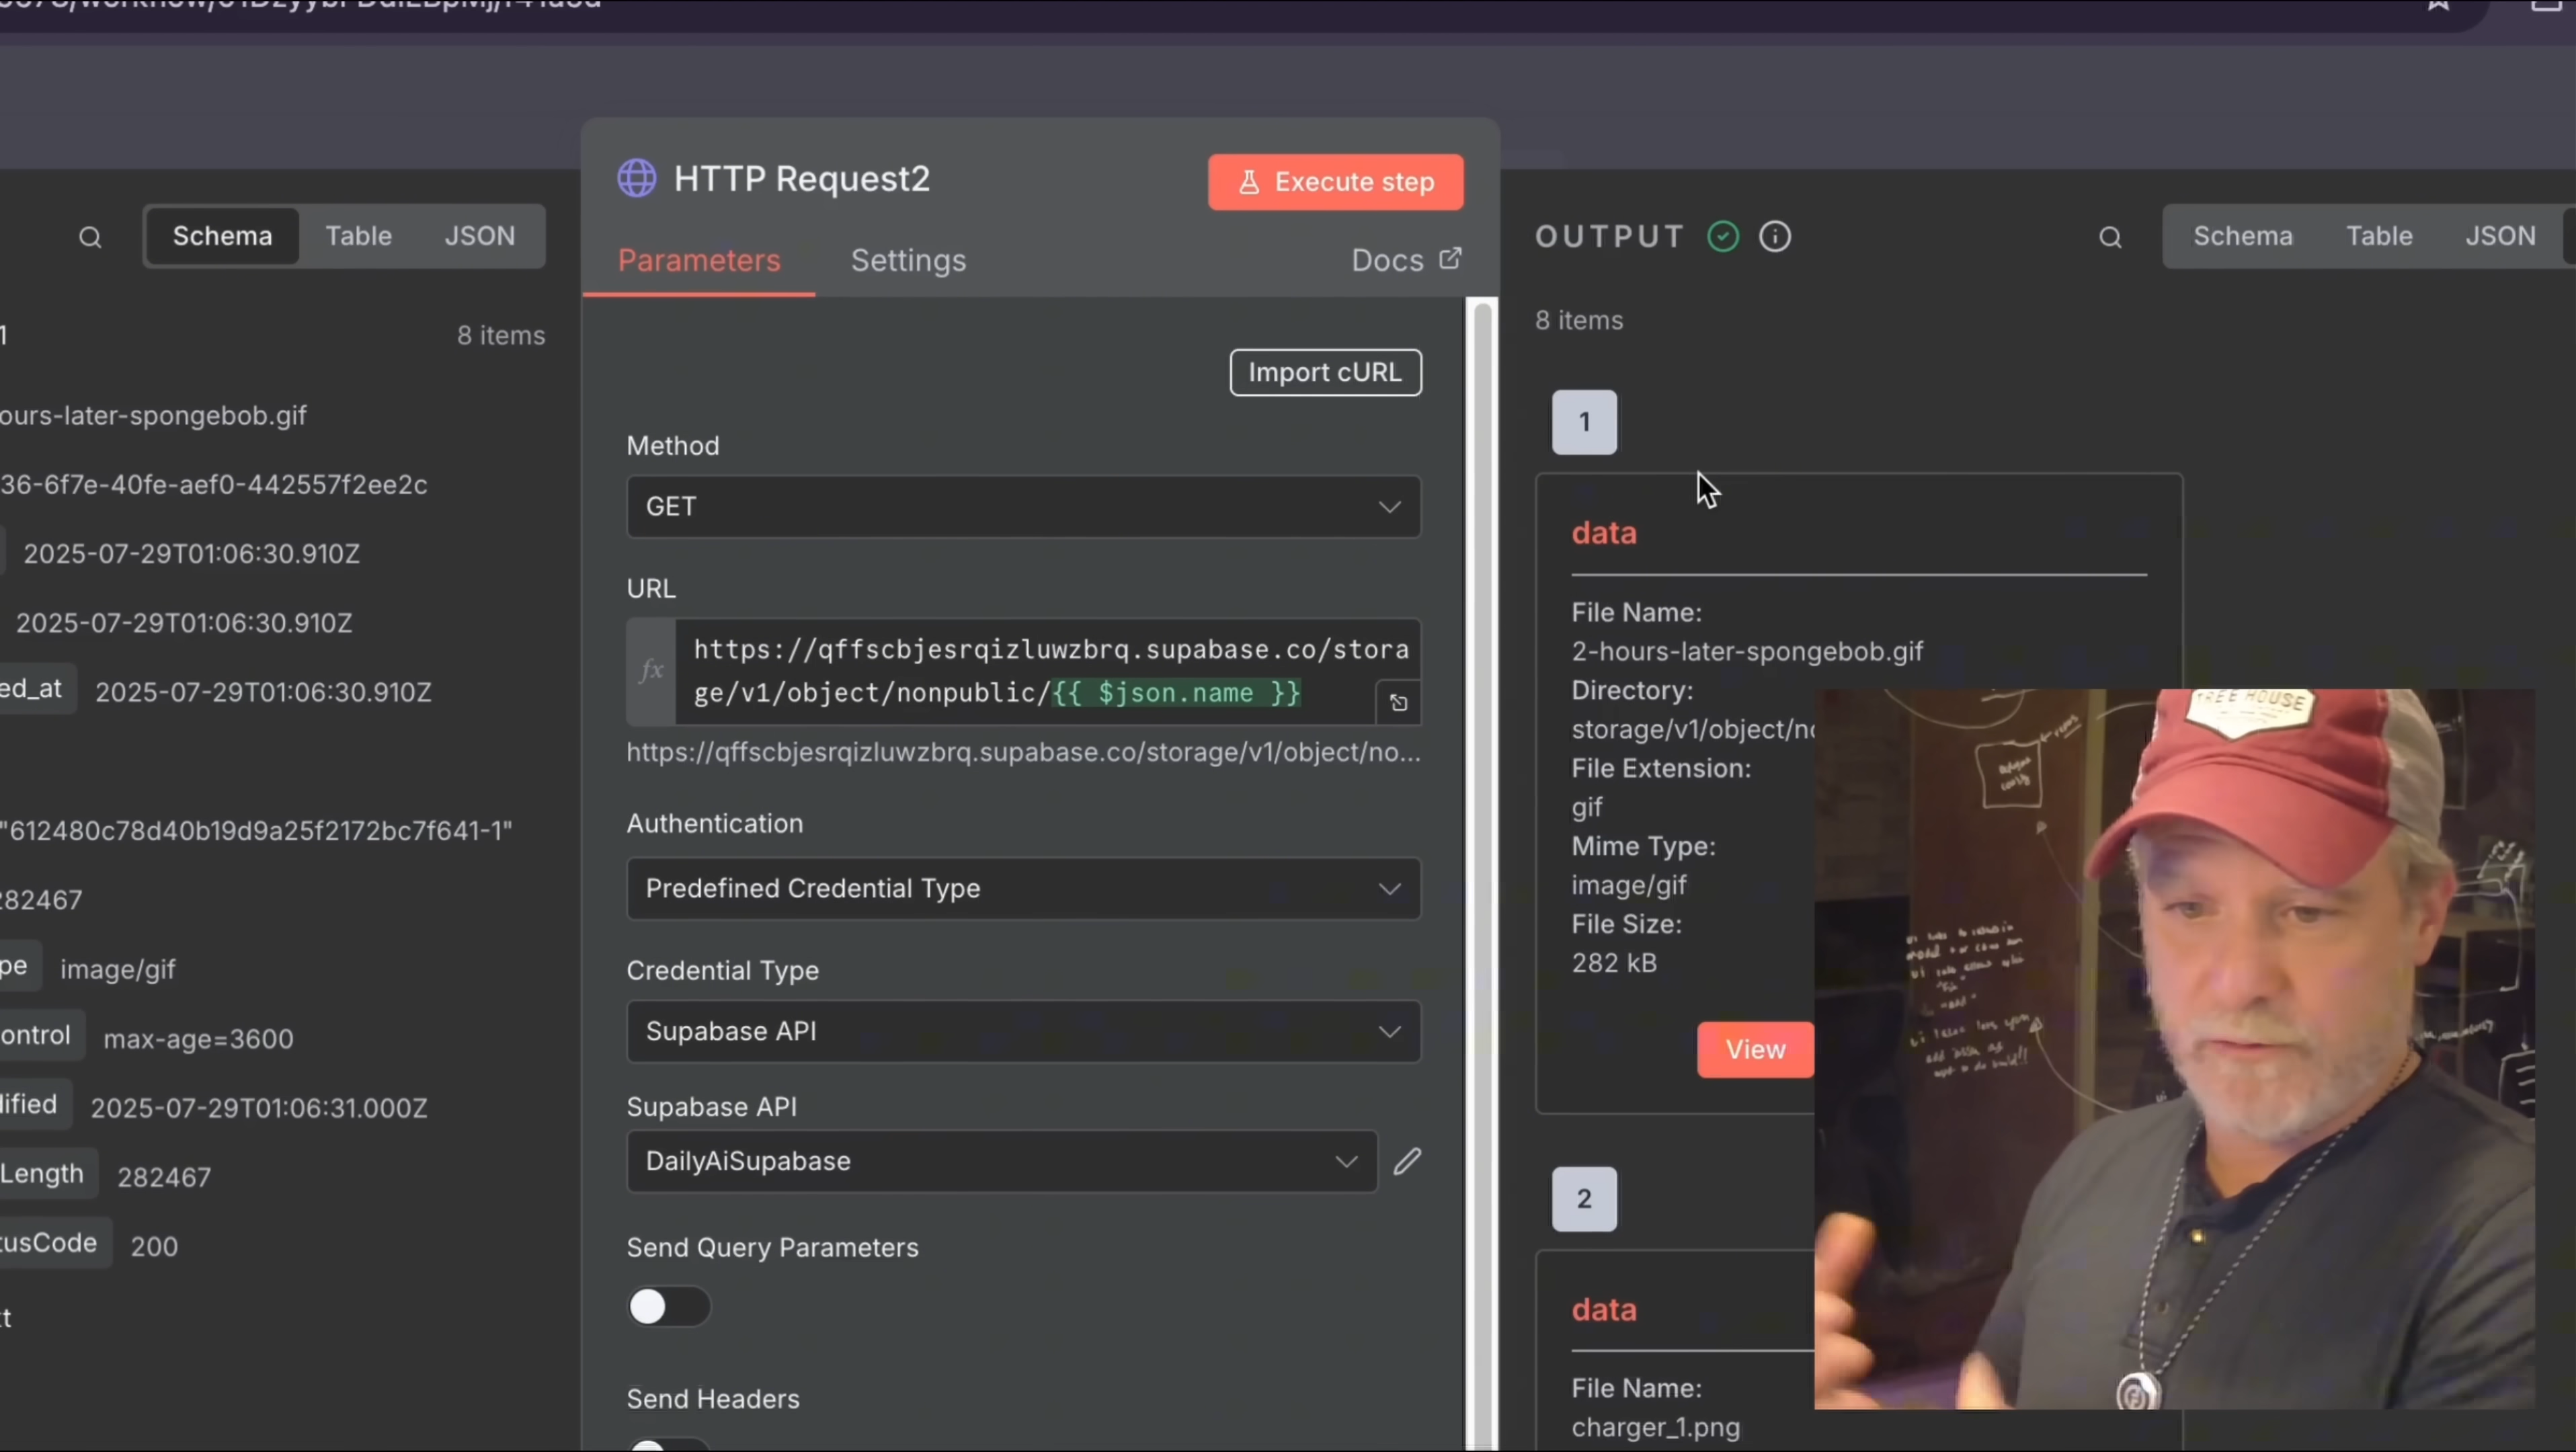 HTTP Request2
Execute step
Schema
Table
JSON
Parameters
Settings
Docs
OUTPUT
Schema
Table
JSON
8 items
8 items
Import cURL
1
ours-later-spongebob.gif
36-6f7e-40fe-aef0-442557f2ee2c
2025-07-29T01:06:30.910Z
2025-07-29T01:06:30.910Z
ed_at 2025-07-29T01:06:30.910Z
"612480c78d40b19d9a25f2172bc7f641-1"
282467
pe image/gif
ontrol max-age=3600
ified 2025-07-29T01:06:31.000Z
Length 282467
tusCode 200
Method
GET
URL
fx
https://qffscbjesrqizluwzbrq.supabase.co/stora
ge/v1/object/nonpublic/{{ $json.name }}
https://qffscbjesrqizluwzbrq.supabase.co/storage/v1/object/no...
Authentication
Predefined Credential Type
Credential Type
Supabase API
Supabase API
DailyAiSupabase
Send Query Parameters
Send Headers
1
data
File Name:
2-hours-later-spongebob.gif
Directory:
storage/v1/object/no
File Extension:
gif
Mime Type:
image/gif
File Size:
282 kB
View
2
data
File Name:
charger_1.png
TREE HOUSE